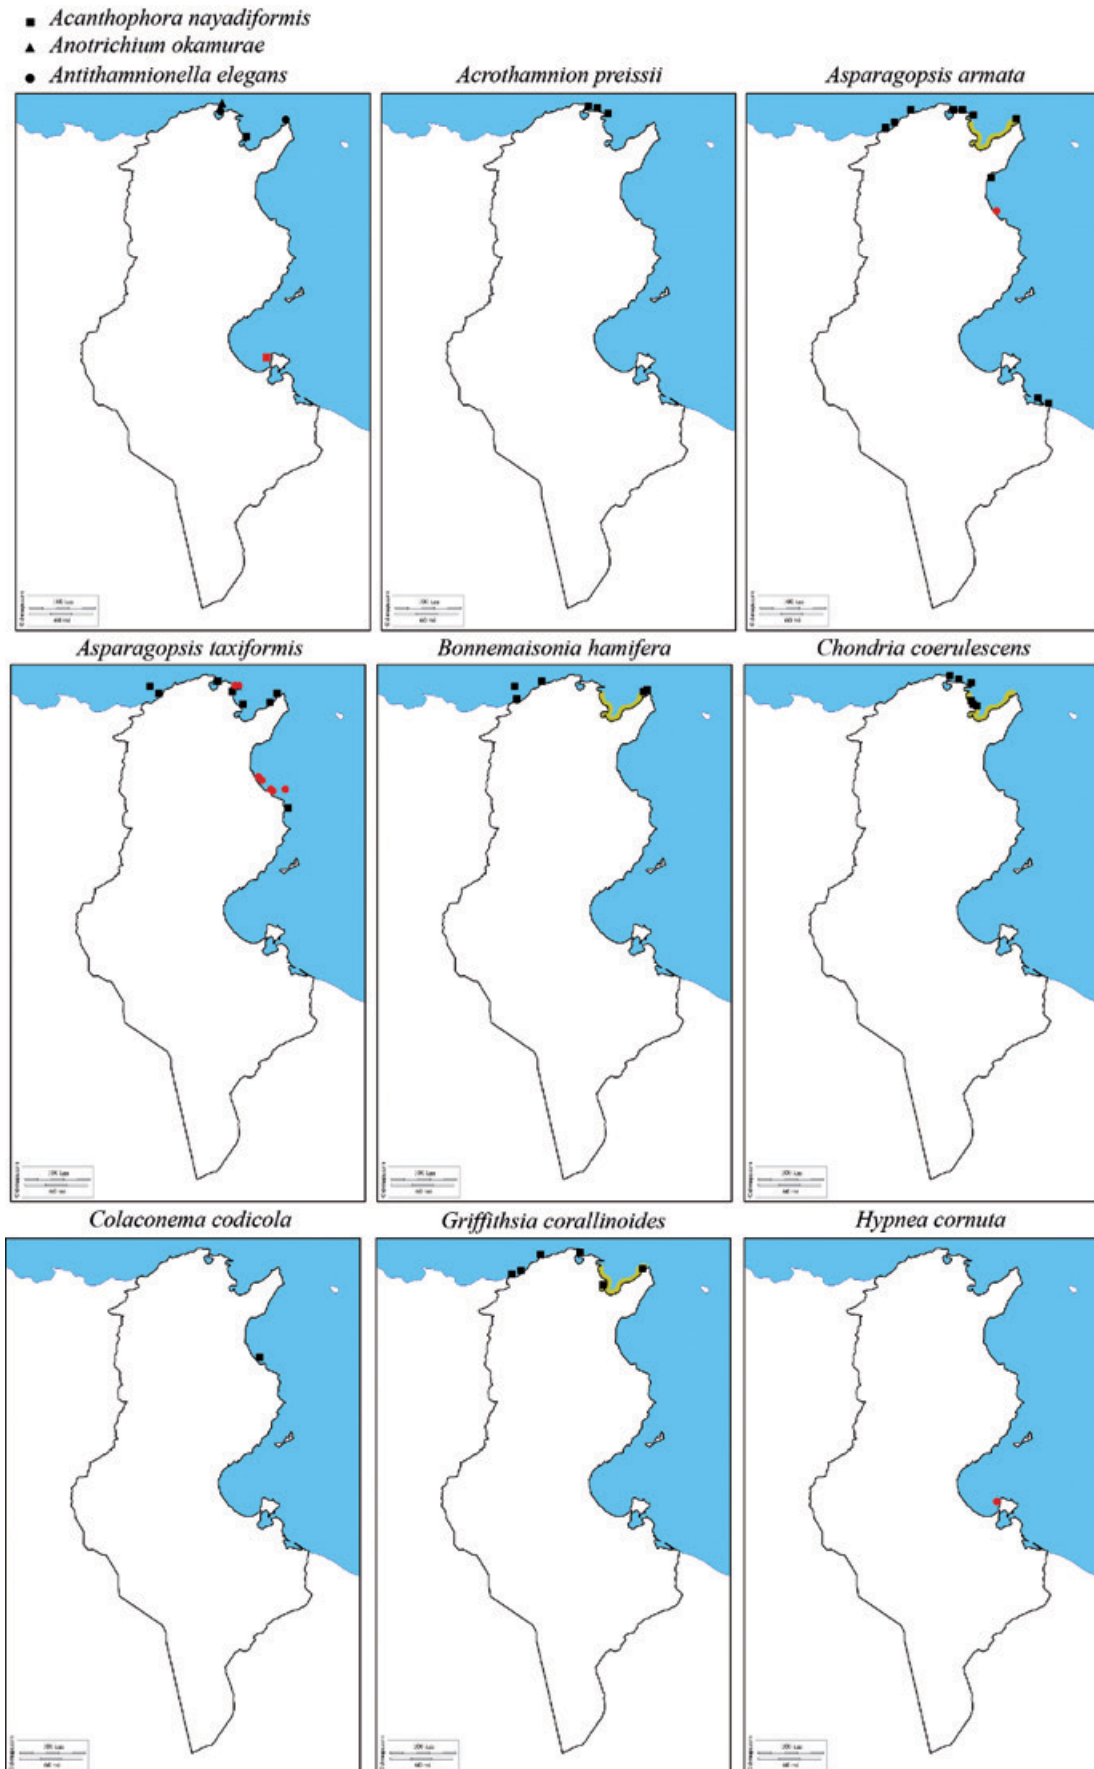 Acanthophora nayadiformis
Anotrichium okamurae
Antithamnionella elegans
Acrothamnion preissii
Asparagopsis armata
Asparagopsis taxiformis
Bonnemaisonia hamifera
Chondria coerulescens
Colaconema codicola
Griffithsia corallinoides
Hypnea cornuta